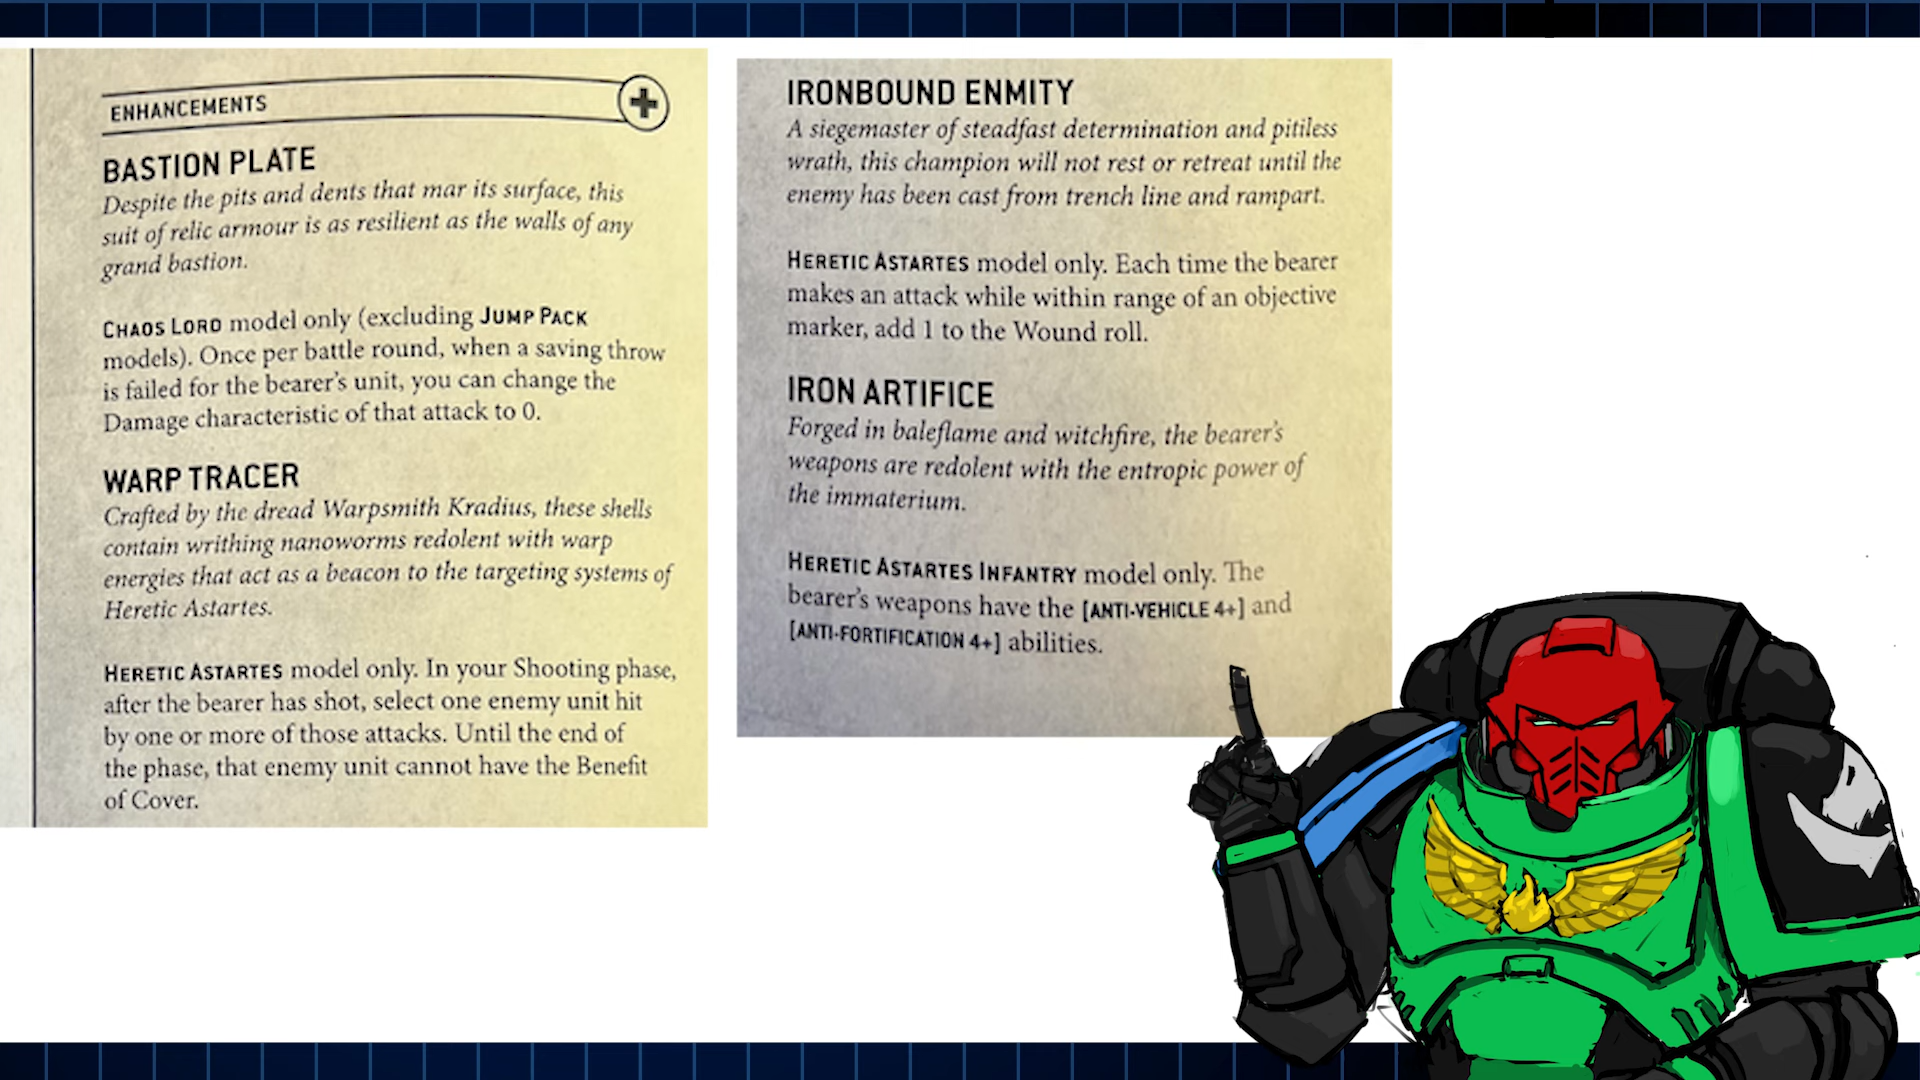 ENHANCEMENTS
BASTION PLATE
Despite the pits and dents that mar its surface, this
suit of relic armour is as resilient as the walls of any
grand bastion.
CHAOS LORD model only (excluding JUMP PACK
models). Once per battle round, when a saving throw
is failed for the bearer's unit, you can change the
Damage characteristic of that attack to 0.
WARP TRACER
Crafted by the dread Warpsmith Kradius, these shells
contain writhing nanoworms redolent with warp
energies that act as a beacon to the targeting systems of
Heretic Astartes.
HERETIC ASTARTES model only. In your Shooting phase,
after the bearer has shot, select one enemy unit hit
by one or more of those attacks. Until the end of
the phase, that enemy unit cannot have the Benefit
of Cover.
IRONBOUND ENMITY
A siegemaster of steadfast determination and pitiless
wrath, this champion will not rest or retreat until the
enemy has been cast from trench line and rampart.
HERETIC ASTARTES model only. Each time the bearer
makes an attack while within range of an objective
marker, add 1 to the Wound roll.
IRON ARTIFICE
Forged in baleflame and witchfire, the bearer's
weapons are redolent with the entropic power of
the immaterium.
HERETIC ASTARTES INFANTRY model only. The
bearer's weapons have the [ANTI-VEHICLE 4+] and
[ANTI-FORTIFICATION 4+] abilities.